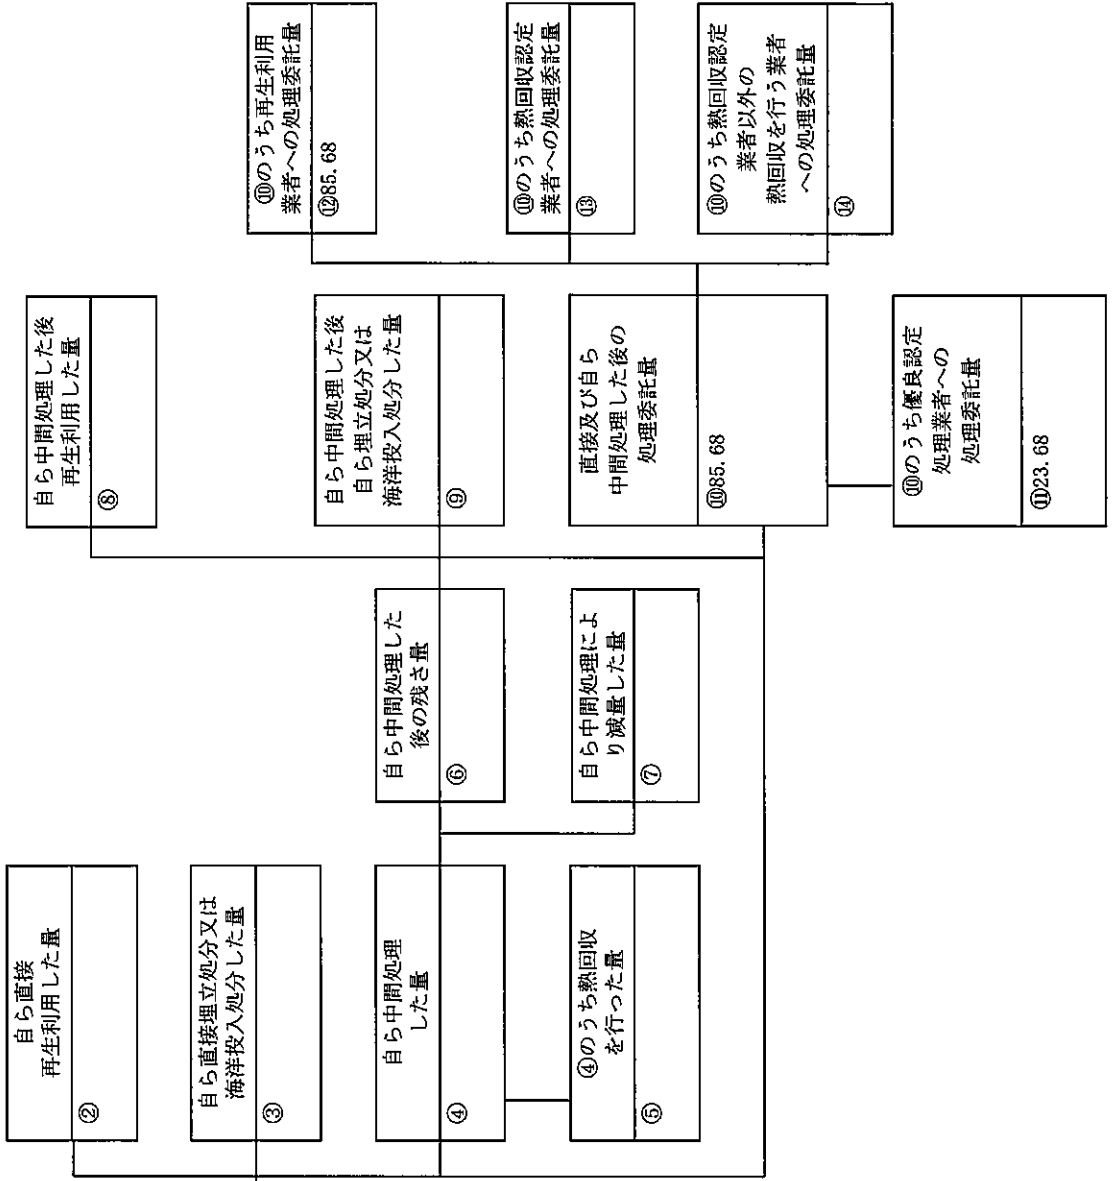 自ら直接
再生利用した量
②
自ら直接埋立処分又は
海洋投入処分した量
③
自ら中間処理
した量
④
④のうち熱回収
を行った量
⑤
自ら中間処理した
後の残さ量
⑥
自ら中間処理によ
り減量した量
⑦
自ら中間処理した後
再生利用した量
⑧
自ら中間処理した後
自ら埋立処分又は
海洋投入処分した量
⑨
直接及び自ら
中間処理した後の
処理委託量
⑩85.68
⑩のうち優良認定
処理業者への
処理委託量
⑪23.68
⑩のうち再生利用
業者への処理委託量
⑫85.68
⑩のうち熱回収認定
業者への処理委託量
⑬
⑩のうち熱回収認定
業者以外の
熱回収を行う業者
への処理委託量
⑭